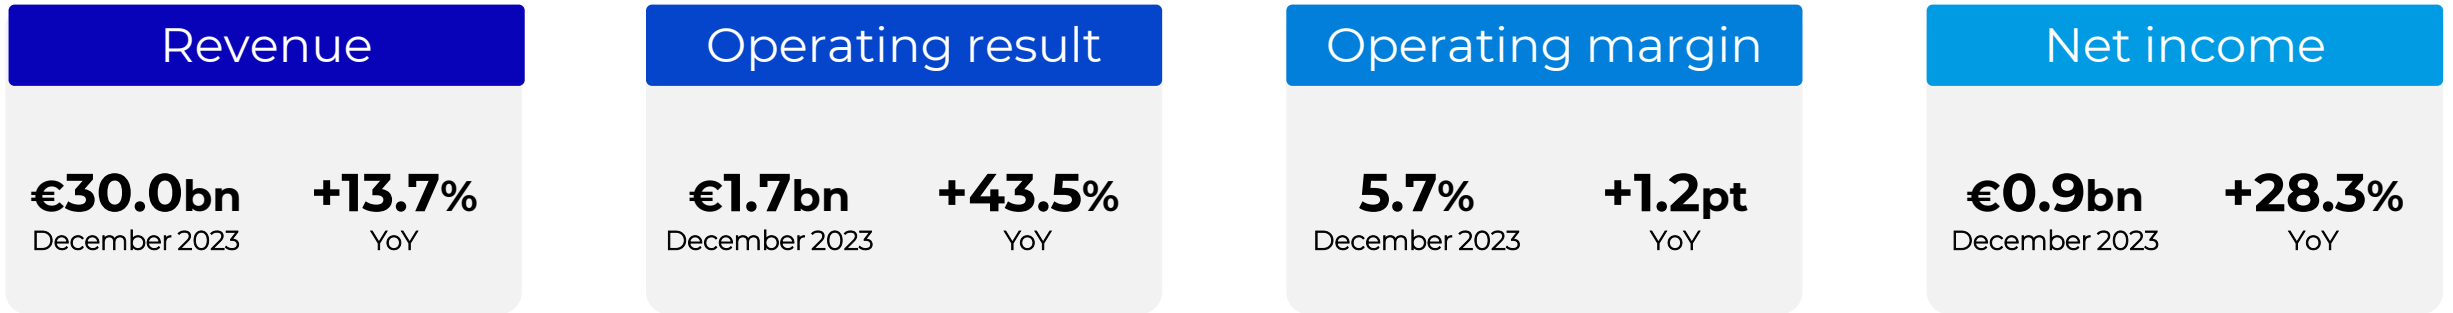 Revenue
€30.0bn +13.7%
December 2023 YoY
Operating result
€1.7bn +43.5%
December 2023 YoY
Operating margin
5.7% +1.2pt
December 2023 YoY
Net income
€0.9bn +28.3%
December 2023 YoY